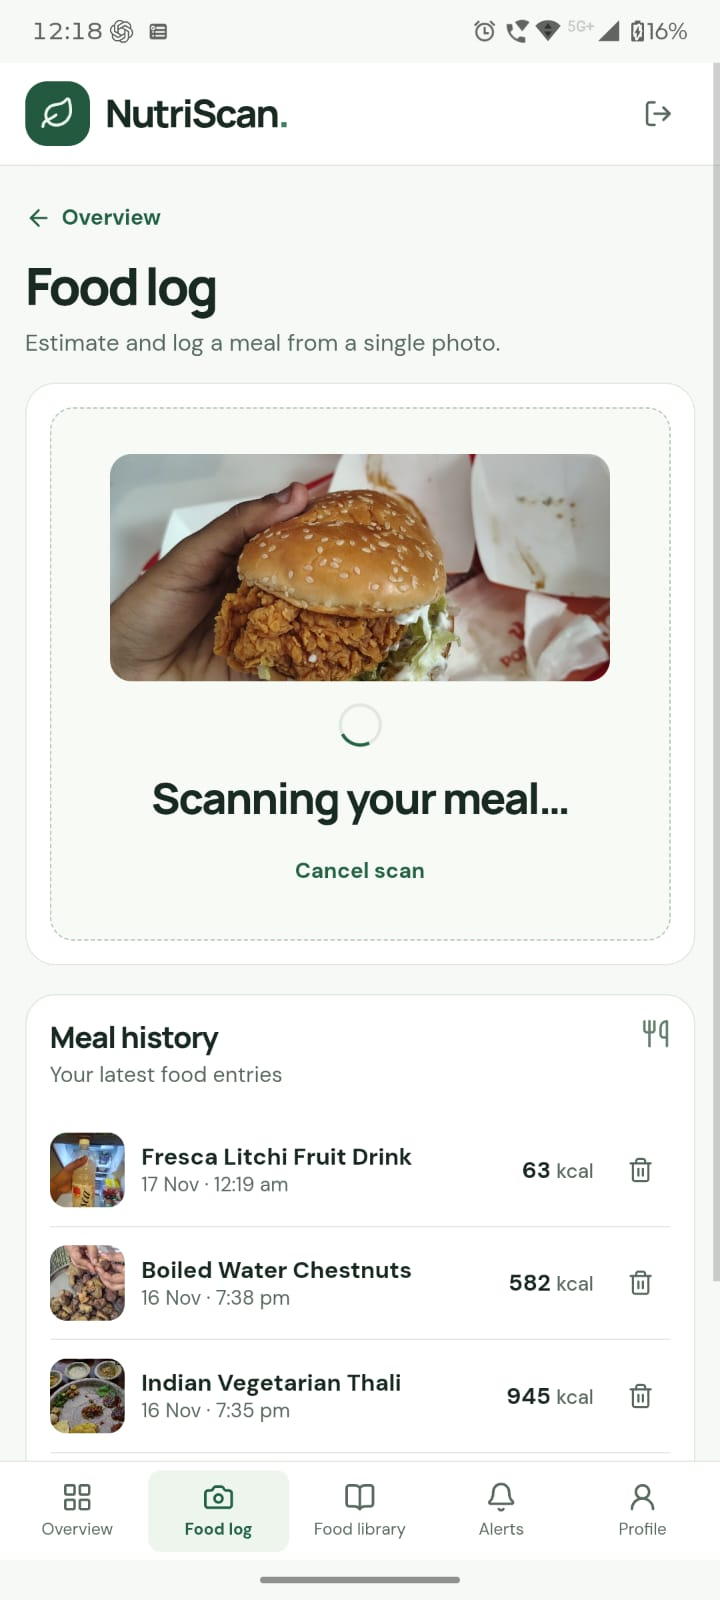 12:18
5G+
16%
NutriScan.
Overview
Food log
Estimate and log a meal from a single photo.
Scanning your meal...
Cancel scan
Meal history
Your latest food entries
Fresca Litchi Fruit Drink
17 Nov · 12:19 am
63 kcal
Boiled Water Chestnuts
16 Nov · 7:38 pm
582 kcal
Indian Vegetarian Thali
16 Nov · 7:35 pm
945 kcal
Overview
Food log
Food library
Alerts
Profile